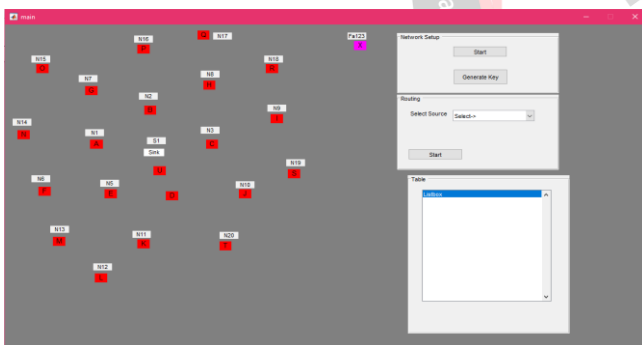 main
Q N17
N16
P
Pa123
X
N15
O
N18
R
N7
G
N8
H
N2
B
N9
I
N14
N
N1
A
N3
C
S1
Sink
U
N19
S
N6
F
N5
E
D
N10
J
N13
M
N11
K
N20
T
N12
L
Network Setup
Start
Generate Key
Routing
Select Source Select->
Start
Table
Listbox